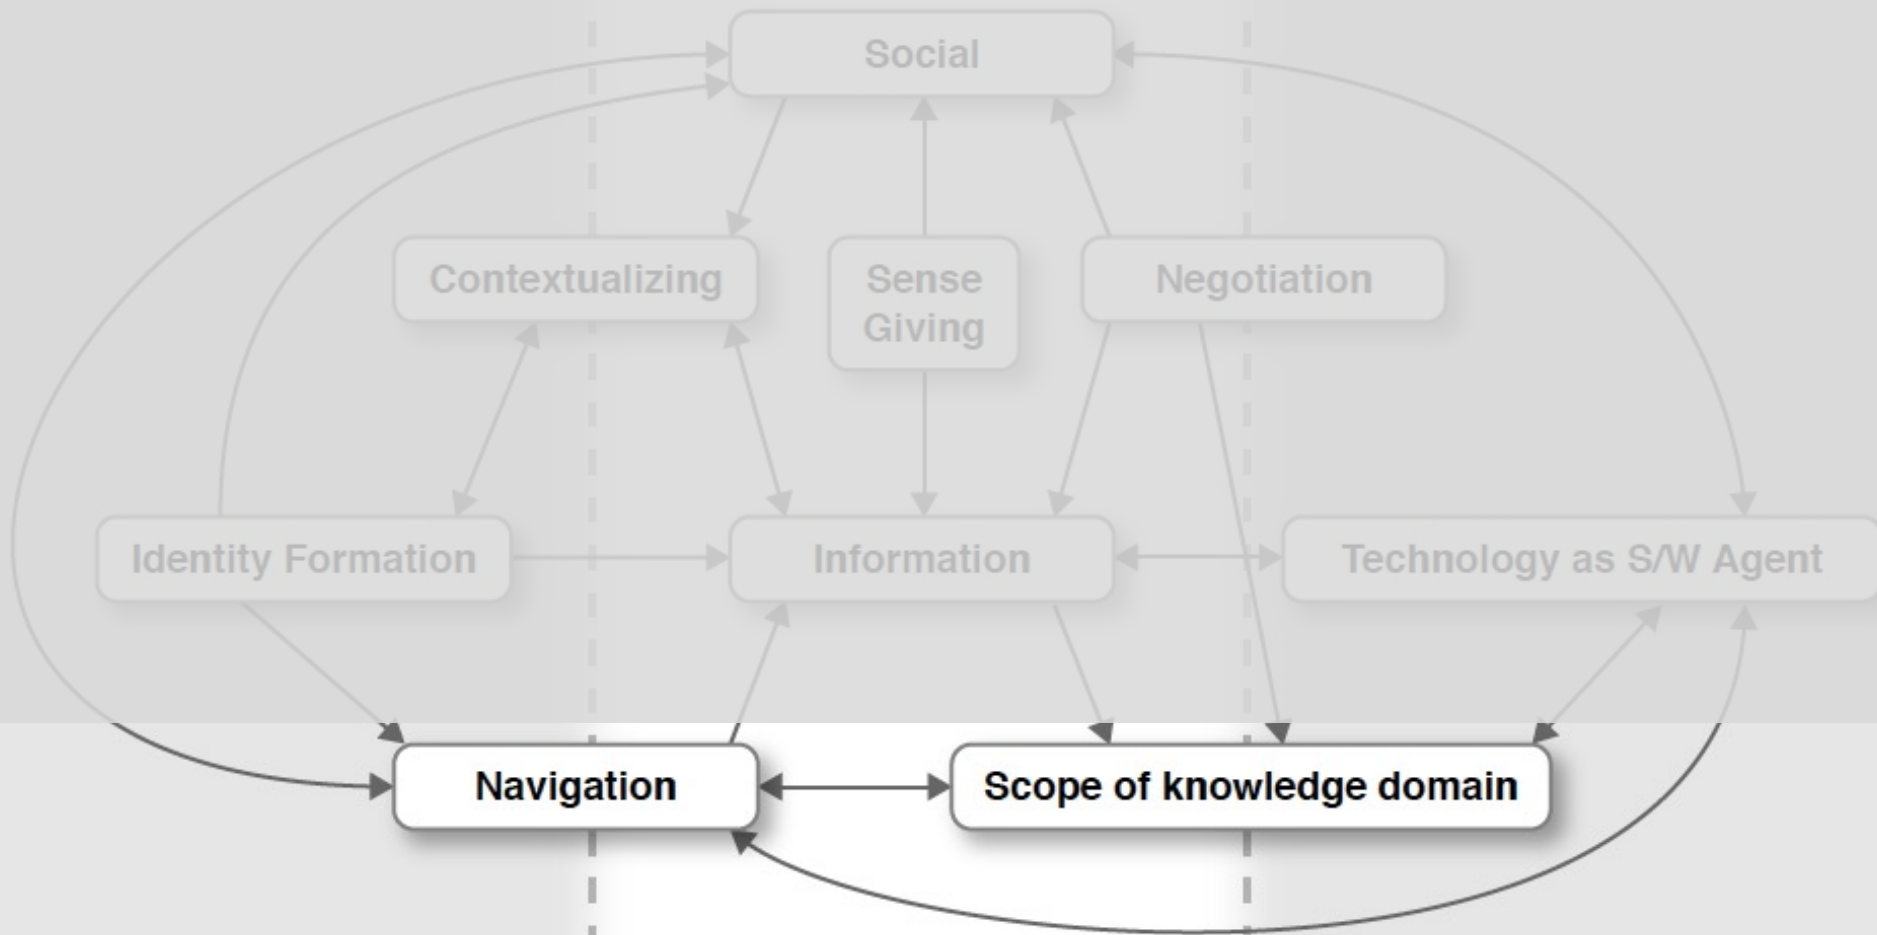 Social
Contextualizing
Sense
Giving
Negotiation
Identity Formation
Information
Technology as S/W Agent
Navigation
Scope of knowledge domain